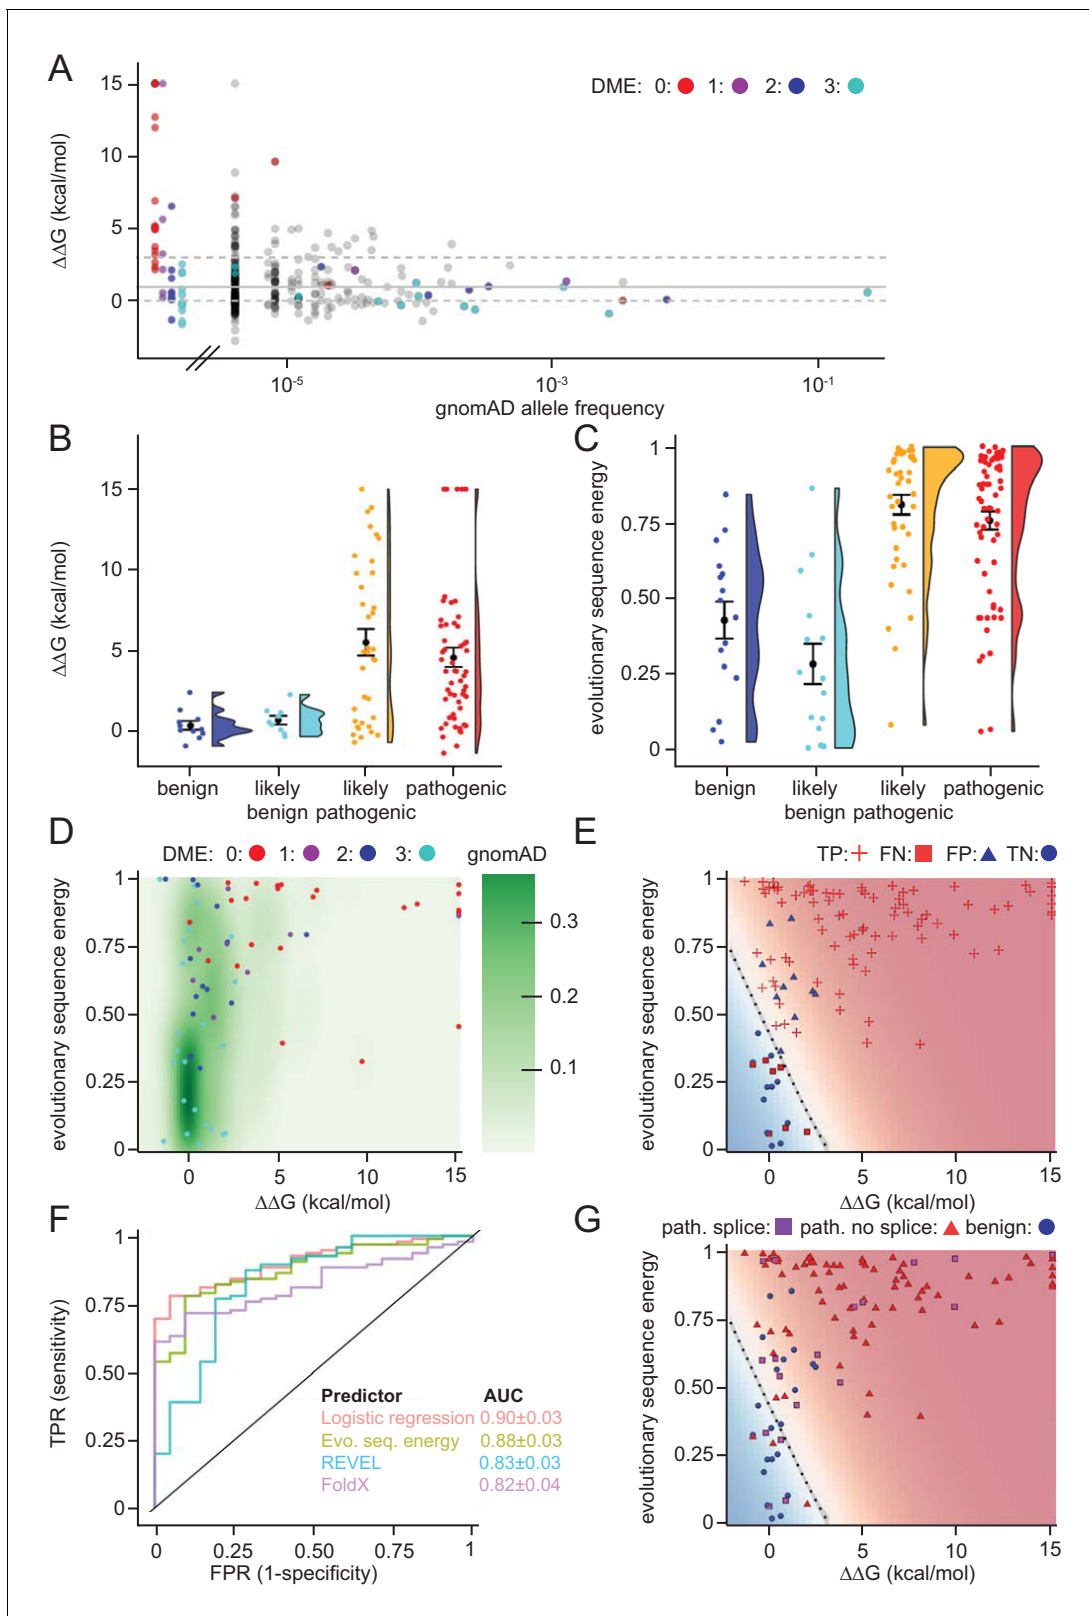 A
DME: 0: 1: 2: 3:
15
10
5
0
ΔΔG (kcal/mol)
10-5 10-3 10-1
gnomAD allele frequency
B
15
10
5
0
ΔΔG (kcal/mol)
benign likely benign likely pathogenic pathogenic
C
1
0.75
0.50
0.25
0
evolutionary sequence energy
benign likely benign likely pathogenic pathogenic
D
DME: 0: 1: 2: 3: gnomAD
1
0.75
0.50
0.25
0
evolutionary sequence energy
0 5 10 15
ΔΔG (kcal/mol)
0.3
0.2
0.1
E
TP: FN: FP: TN:
1
0.75
0.50
0.25
0
evolutionary sequence energy
0 5 10 15
ΔΔG (kcal/mol)
F
1
0.75
0.50
0.25
0
TPR (sensitivity)
Predictor AUC
Logistic regression 0.90±0.03
Evo. seq. energy 0.88±0.03
REVEL 0.83±0.03
FoldX 0.82±0.04
0 0.25 0.50 0.75 1
FPR (1-specificity)
G
path. splice: path. no splice: benign:
1
0.75
0.50
0.25
0
evolutionary sequence energy
0 5 10 15
ΔΔG (kcal/mol)